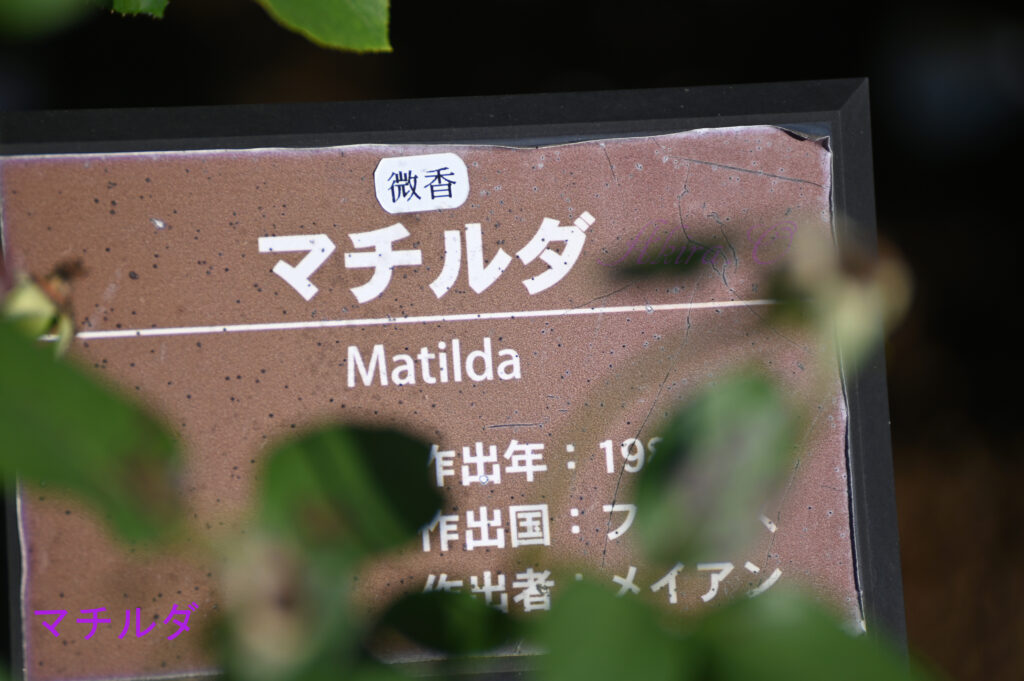 微香
マチルダ
Matilda
作出年：19
作出国：フ
作出者：メイアン
マチルダ